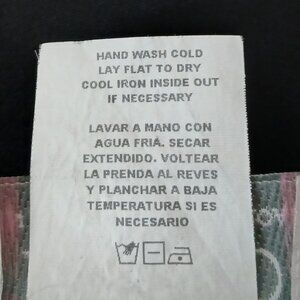 HAND WASH COLD
LAY FLAT TO DRY
COOL IRON INSIDE OUT
IF NECESSARY
LAVAR A MANO CON
AGUA FRIA. SECAR
EXTENDIDO. VOLTEAR
LA PRENDA AL REVES
Y PLANCHAR A BAJA
TEMPERATURA SI ES
NECESARIO